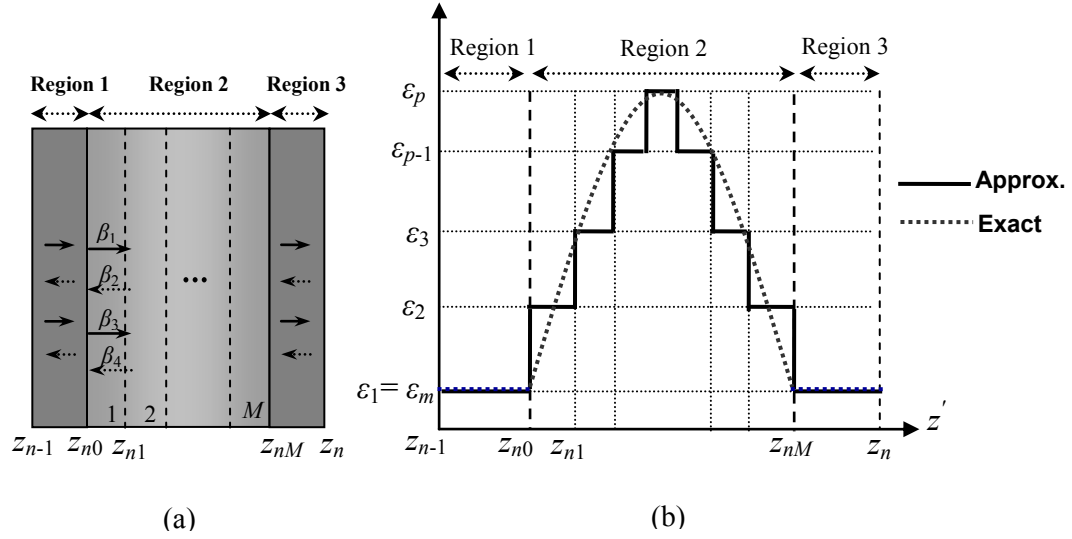 Region 1 Region 2 Region 3
β1
β2
β3
β4
...
1 2 M
zn-1 zn0 zn1 znM zn
(a)
Region 1 Region 2 Region 3
εp
εp-1
ε3
ε2
ε1= εm
zn-1 zn0 zn1 znM zn z'
Approx.
Exact
(b)